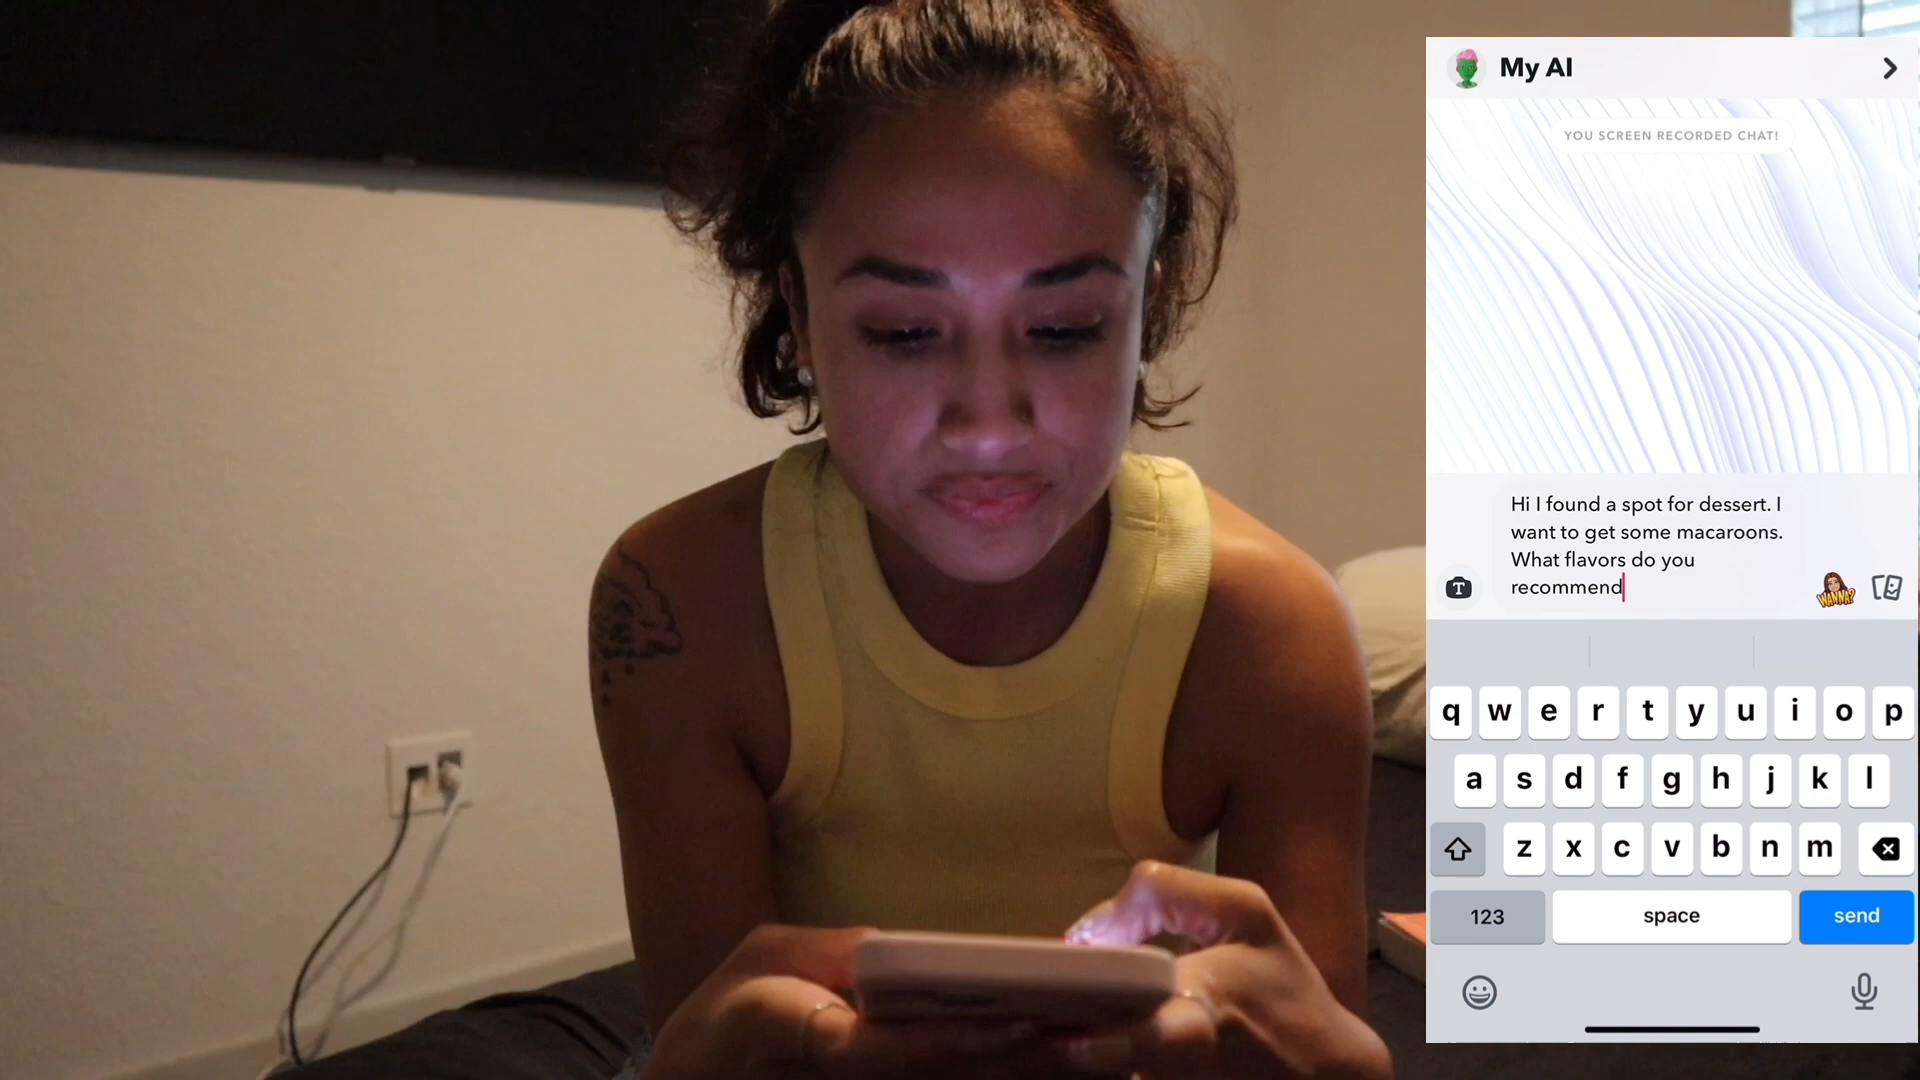 My AI
YOU SCREEN RECORDED CHAT!
Hi I found a spot for dessert. I
want to get some macaroons.
What flavors do you
recommend
T
WANNA?
q w e r t y u i o p
a s d f g h j k l
z x c v b n m
123 space send